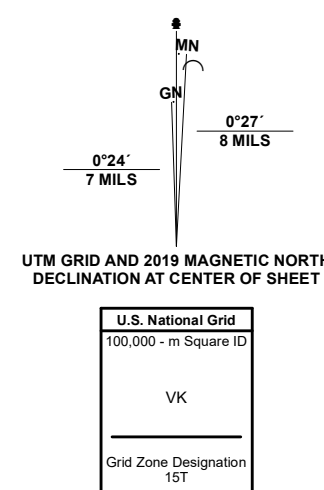 MN
GN
0°27´
8 MILS
0°24´
7 MILS
UTM GRID AND 2019 MAGNETIC NORTH
DECLINATION AT CENTER OF SHEET
U.S. National Grid
100,000 - m Square ID
VK
Grid Zone Designation
15T